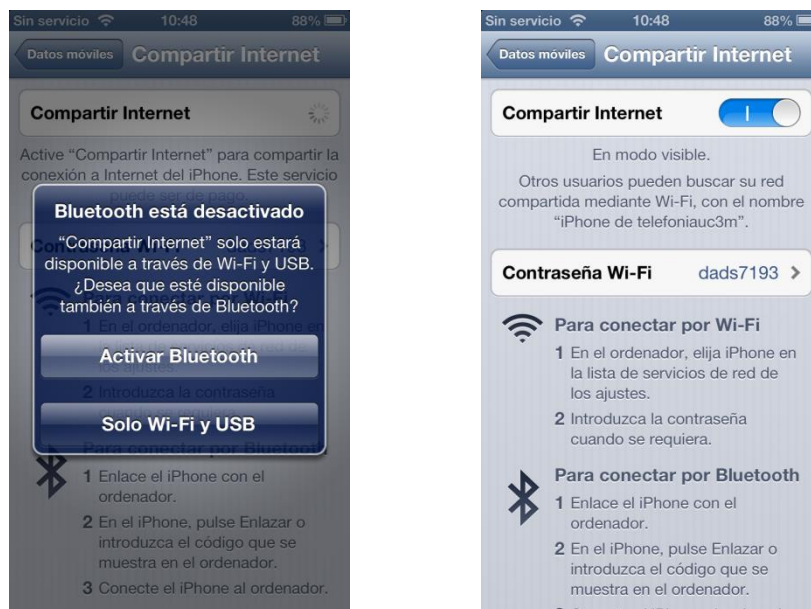 Sin servicio 10:48 88%
Datos móviles Compartir Internet
Compartir Internet
Active “Compartir Internet” para compartir la
conexión a Internet del iPhone. Este servicio
puede ser de pago.
Bluetooth está desactivado
“Compartir Internet” solo estará
disponible a través de Wi-Fi y USB.
¿Desea que esté disponible
también a través de Bluetooth?
Activar Bluetooth
Solo Wi-Fi y USB
Para conectar por Bluetooth
1 Enlace el iPhone con el
ordenador.
2 En el iPhone, pulse Enlazar o
introduzca el código que se
muestra en el ordenador.
3 Conecte el iPhone al ordenador.
Sin servicio 10:48 88%
Datos móviles Compartir Internet
Compartir Internet
En modo visible.
Otros usuarios pueden buscar su red
compartida mediante Wi-Fi, con el nombre
“iPhone de telefoniauc3m”.
Contraseña Wi-Fi dads7193
Para conectar por Wi-Fi
1 En el ordenador, elija iPhone en
la lista de servicios de red de
los ajustes.
2 Introduzca la contraseña
cuando se requiera.
Para conectar por Bluetooth
1 Enlace el iPhone con el
ordenador.
2 En el iPhone, pulse Enlazar o
introduzca el código que se
muestra en el ordenador.